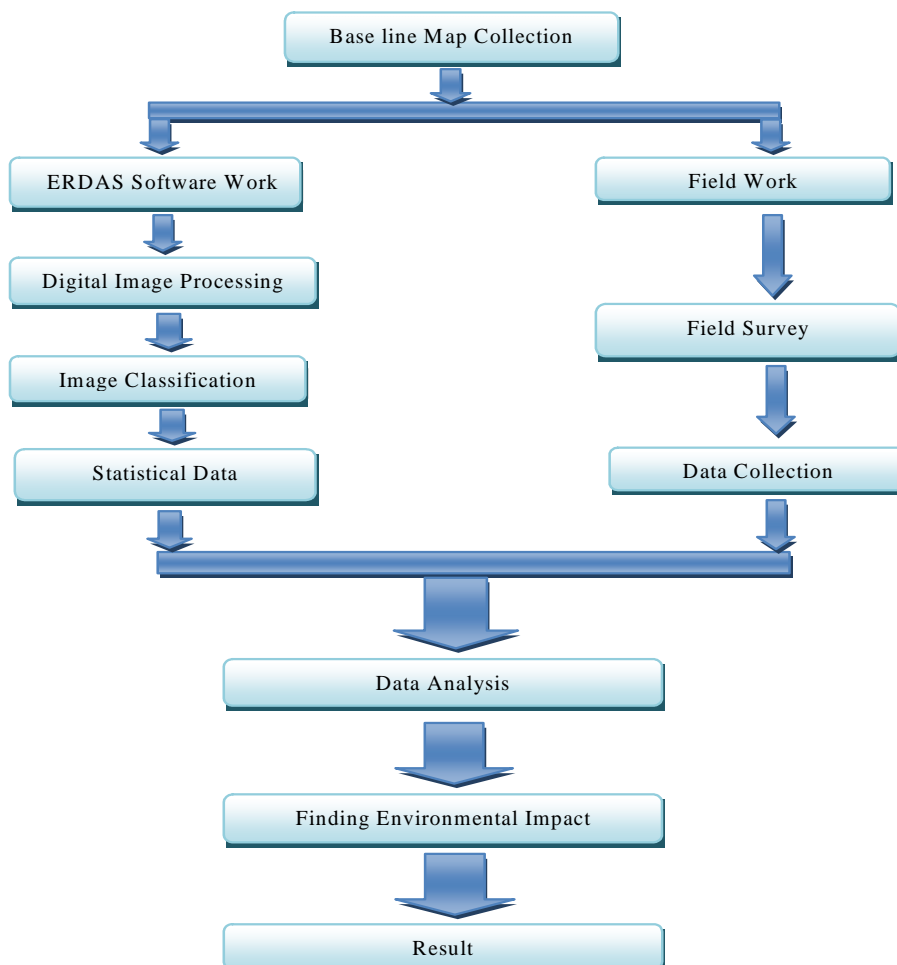 Base line Map Collection
ERDAS Software Work
Field Work
Digital Image Processing
Field Survey
Image Classification
Statistical Data
Data Collection
Data Analysis
Finding Environmental Impact
Result